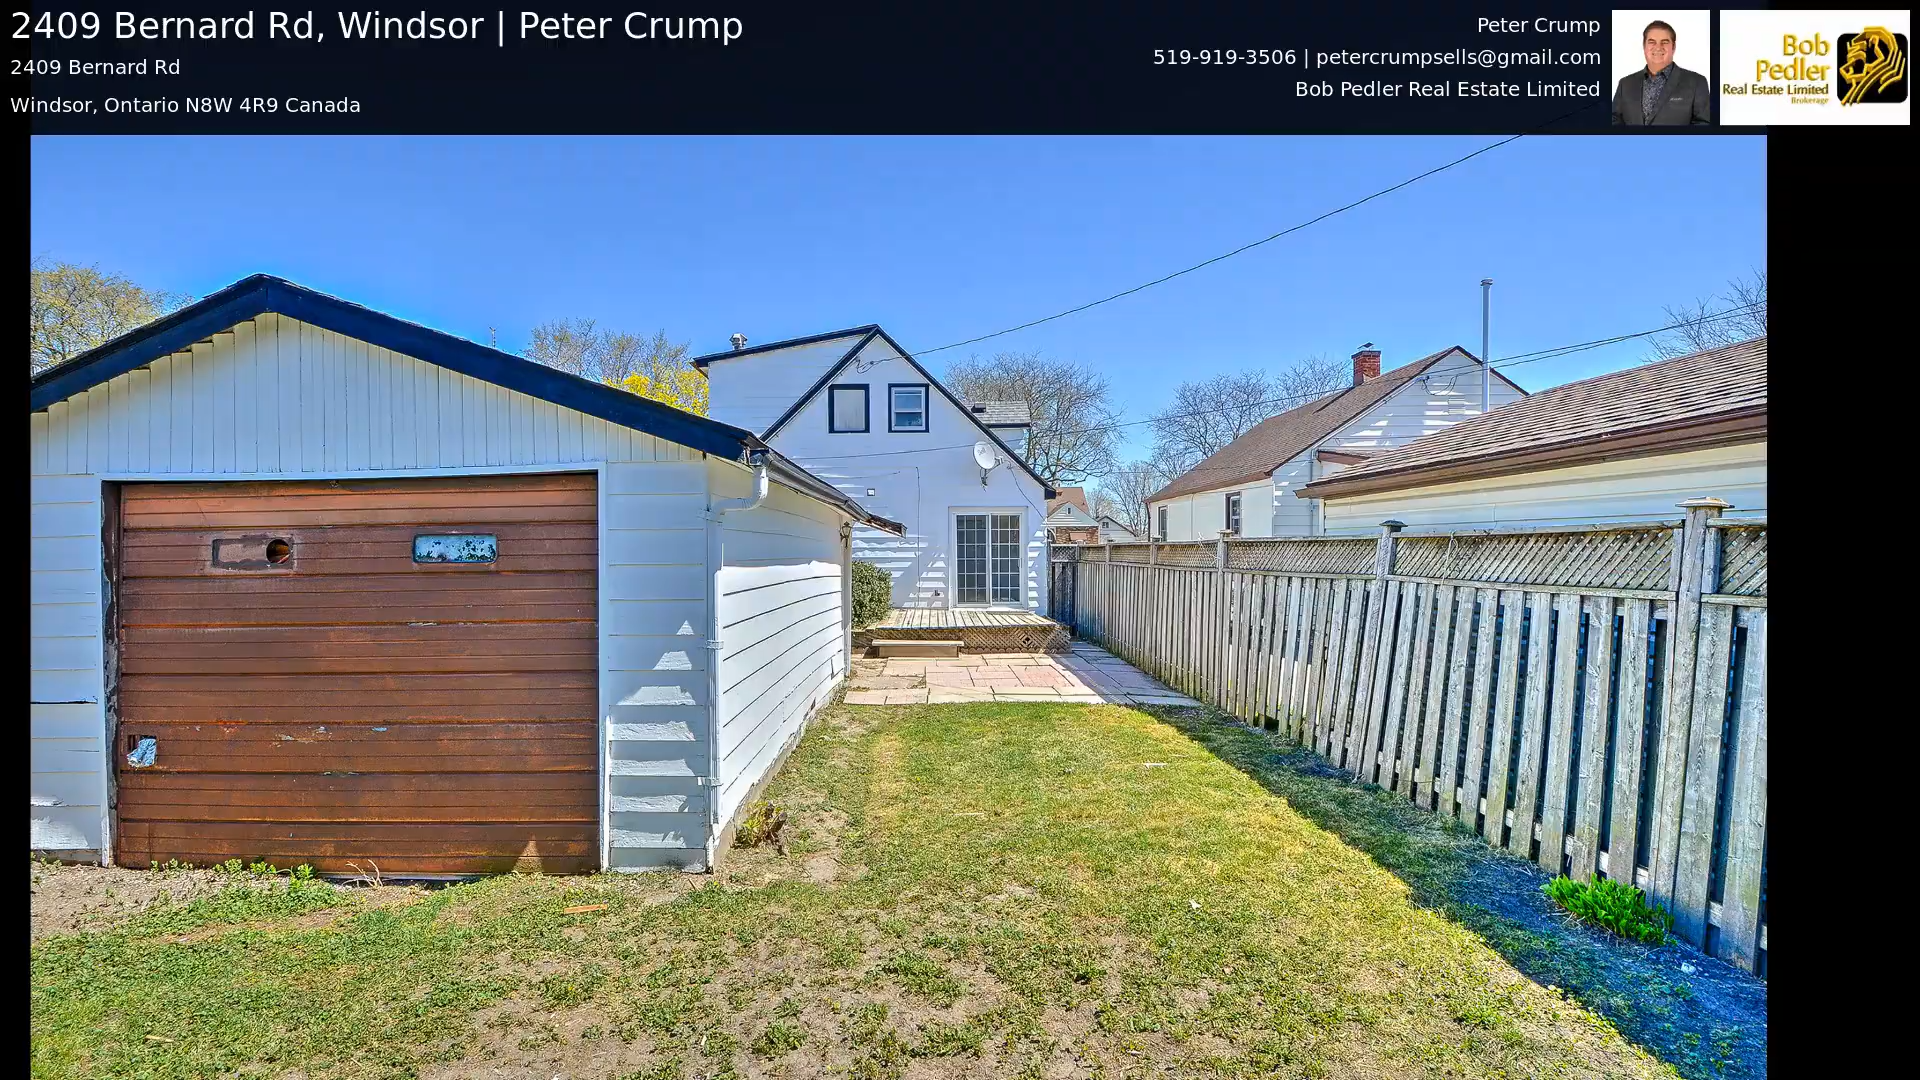 2409 Bernard Rd, Windsor | Peter Crump
2409 Bernard Rd
Windsor, Ontario N8W 4R9 Canada
Peter Crump
519-919-3506 | petercrumpsells@gmail.com
Bob Pedler Real Estate Limited
Bob
Pedler
Real Estate Limited
Brokerage